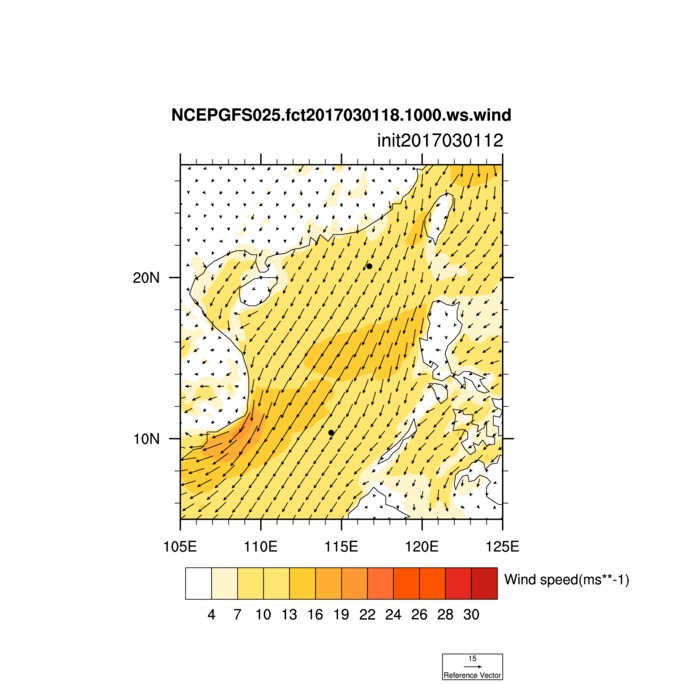 NCEPGFS025.fct2017030118.1000.ws.wind
init2017030112
20N
10N
105E 110E 115E 120E 125E
Wind speed(ms**-1)
4 7 10 13 16 19 22 24 26 28 30
15
Reference Vector